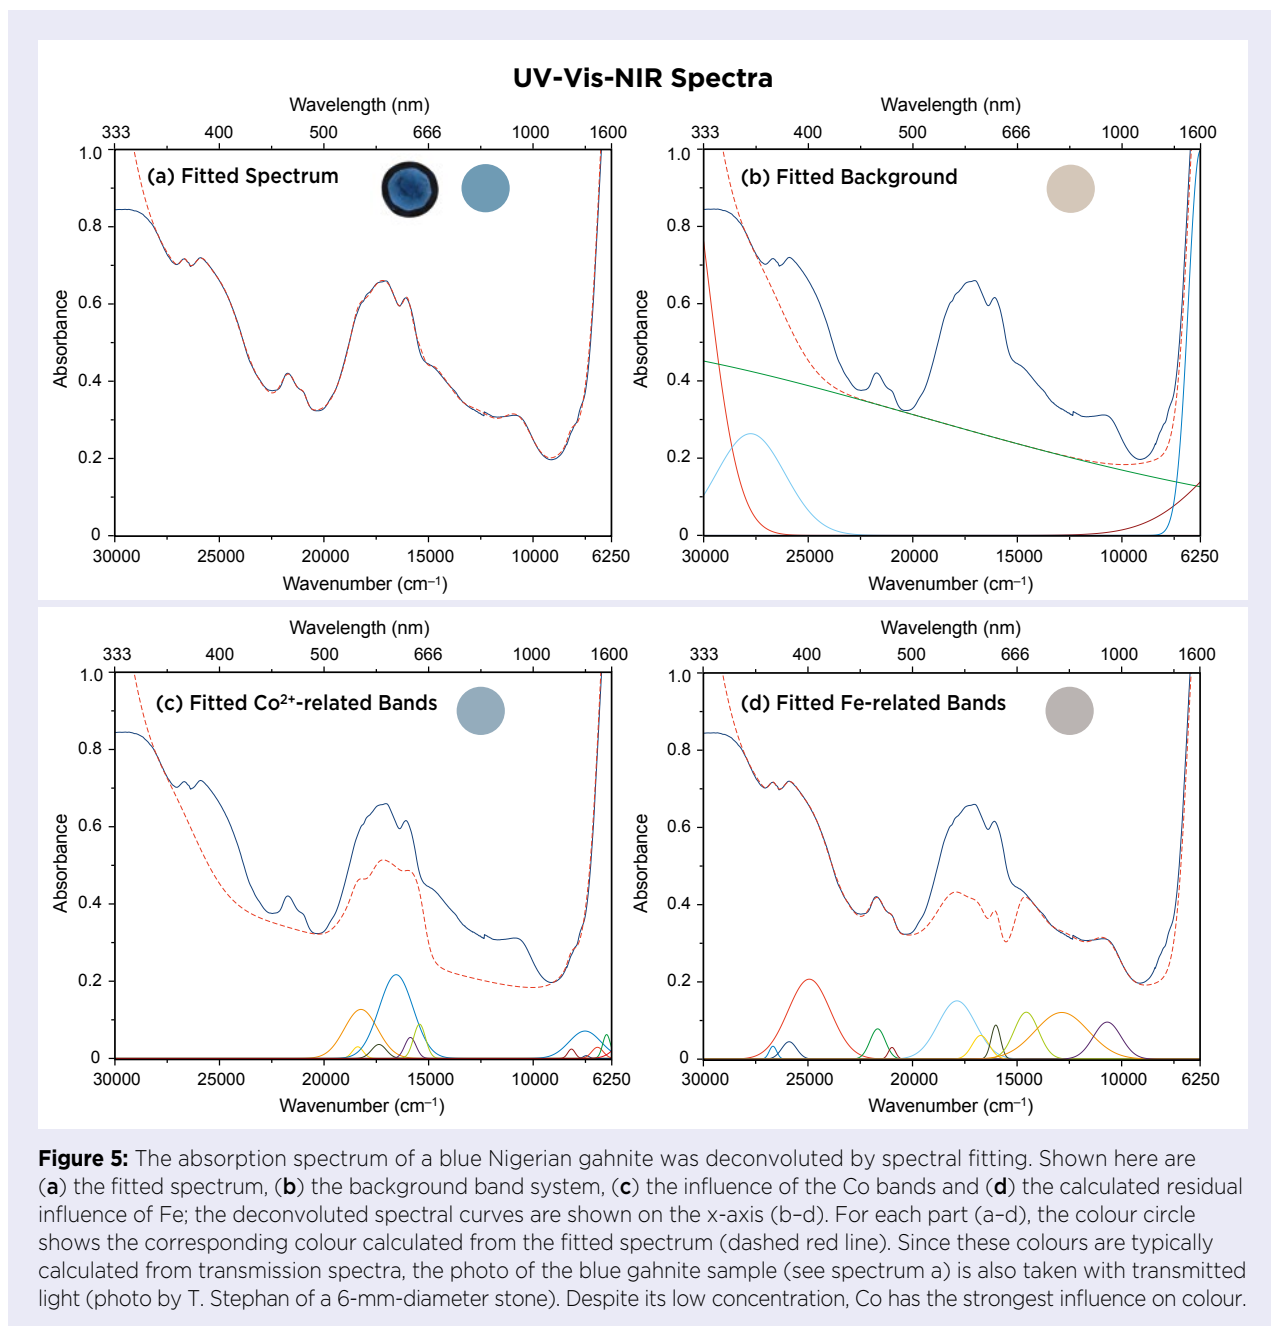 UV-Vis-NIR Spectra
Wavelength (nm)
333 400 500 666 1000 1600
1.0
0.8
0.6
0.4
0.2
0
Absorbance
(a) Fitted Spectrum
30000 25000 20000 15000 10000 6250
Wavenumber (cm⁻¹)
Wavelength (nm)
333 400 500 666 1000 1600
1.0
0.8
0.6
0.4
0.2
0
Absorbance
(b) Fitted Background
30000 25000 20000 15000 10000 6250
Wavenumber (cm⁻¹)
Wavelength (nm)
333 400 500 666 1000 1600
1.0
0.8
0.6
0.4
0.2
0
Absorbance
(c) Fitted Co²⁺-related Bands
30000 25000 20000 15000 10000 6250
Wavenumber (cm⁻¹)
Wavelength (nm)
333 400 500 666 1000 1600
1.0
0.8
0.6
0.4
0.2
0
Absorbance
(d) Fitted Fe-related Bands
30000 25000 20000 15000 10000 6250
Wavenumber (cm⁻¹)
Figure 5: The absorption spectrum of a blue Nigerian gahnite was deconvoluted by spectral fitting. Shown here are
(a) the fitted spectrum, (b) the background band system, (c) the influence of the Co bands and (d) the calculated residual
influence of Fe; the deconvoluted spectral curves are shown on the x-axis (b–d). For each part (a–d), the colour circle
shows the corresponding colour calculated from the fitted spectrum (dashed red line). Since these colours are typically
calculated from transmission spectra, the photo of the blue gahnite sample (see spectrum a) is also taken with transmitted
light (photo by T. Stephan of a 6-mm-diameter stone). Despite its low concentration, Co has the strongest influence on colour.